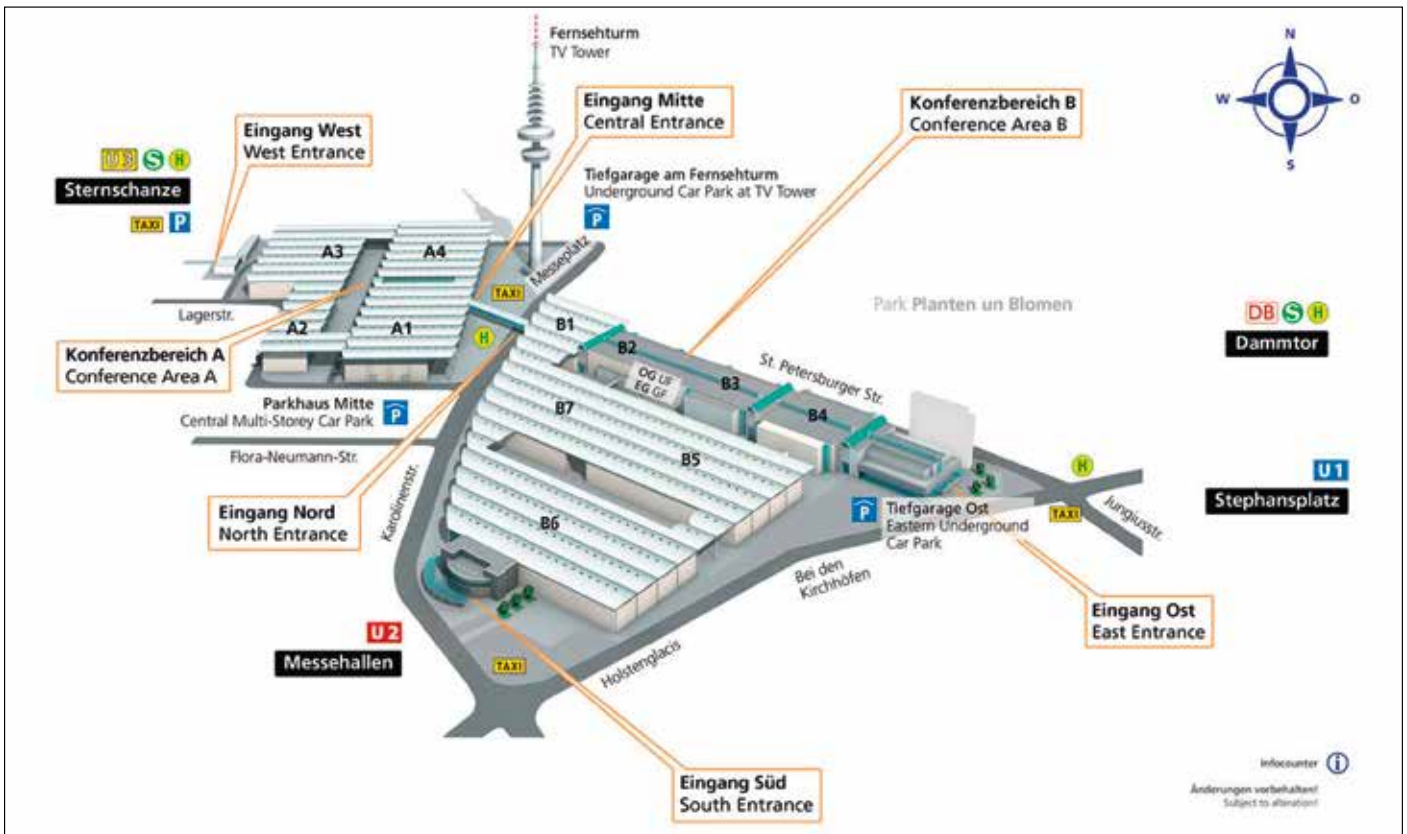 Fernsehturm
TV Tower
N
W
O
S
Eingang Mitte
Central Entrance
Konferenzbereich B
Conference Area B
Eingang West
West Entrance
U3 S H
Sternschanze
TAXI P
Tiefgarage am Fernsehturm
Underground Car Park at TV Tower
P
A3
A4
Messeplatz
TAXI
Lagerstr.
A2
A1
H
B1
B2
Park Planten un Blomen
DB S H
Dammtor
Konferenzbereich A
Conference Area A
OG UF
EG GF
B3
St. Petersburger Str.
B4
Parkhaus Mitte
Central Multi-Storey Car Park
P
B7
Flora-Neumann-Str.
B5
H
U1
Stephansplatz
Eingang Nord
North Entrance
Karolinenstr.
B6
P
Tiefgarage Ost
Eastern Underground
Car Park
TAXI
Jungiusstr.
Bei den
Kirchhöfen
Eingang Ost
East Entrance
U2
Messehallen
TAXI
Holstenglacis
Eingang Süd
South Entrance
Infocounter i
Änderungen vorbehalten!
Subject to alteration!